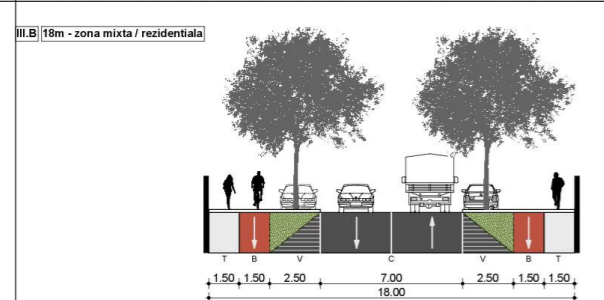 III.B 18m - zona mixta / rezidentiala
T B V C V B T
1.50 1.50 2.50 7.00 2.50 1.50 1.50
18.00